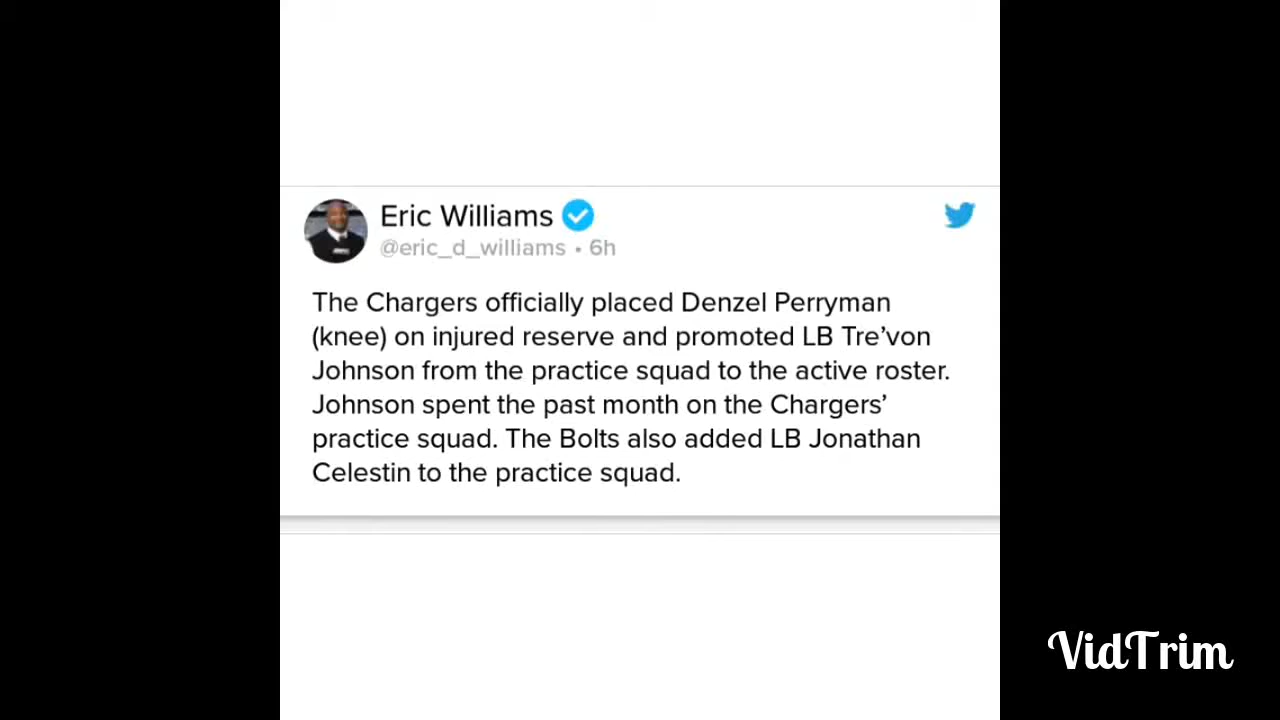 Eric Williams
@eric_d_williams • 6h
The Chargers officially placed Denzel Perryman
(knee) on injured reserve and promoted LB Tre’von
Johnson from the practice squad to the active roster.
Johnson spent the past month on the Chargers’
practice squad. The Bolts also added LB Jonathan
Celestin to the practice squad.
VidTrim